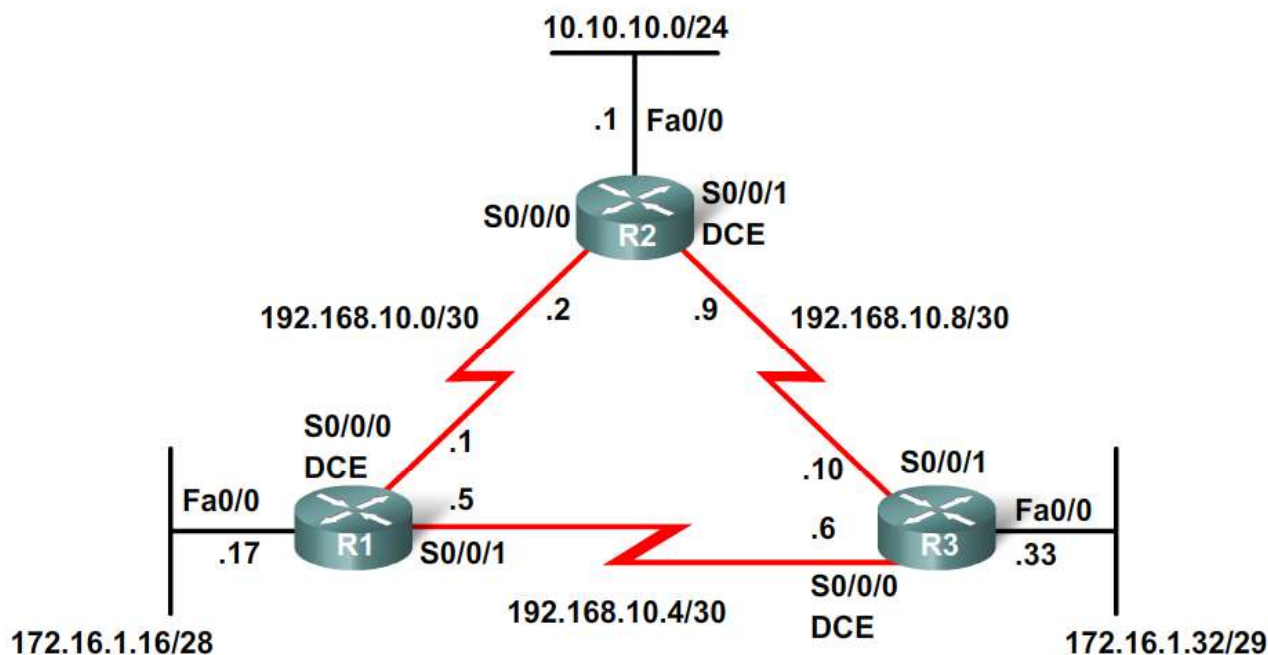 10.10.10.0/24
.1
Fa0/0
S0/0/0
R2
S0/0/1
DCE
192.168.10.0/30
.2
.9
192.168.10.8/30
S0/0/0
DCE
.1
.10
S0/0/1
Fa0/0
.17
R1
.5
S0/0/1
.6
R3
Fa0/0
.33
S0/0/0
DCE
192.168.10.4/30
172.16.1.16/28
172.16.1.32/29